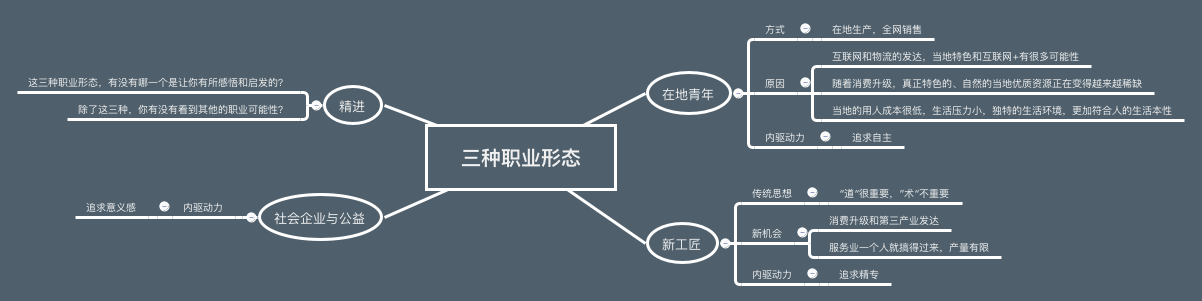 三种职业形态
在地青年
方式
在地生产，全网销售
原因
互联网和物流的发达，当地特色和互联网+有很多可能性
随着消费升级，真正特色的、自然的当地优质资源正在变得越来越稀缺
当地的用人成本很低，生活压力小，独特的生活环境，更加符合人的生活本性
内驱动力
追求自主
新工匠
传统思想
“道”很重要，“术”不重要
新机会
消费升级和第三产业发达
服务业一个人就搞得过来，产量有限
内驱动力
追求精专
社会企业与公益
内驱动力
追求意义感
精进
这三种职业形态，有没有哪一个是让你有所感悟和启发的?
除了这三种，你有没有看到其他的职业可能性?